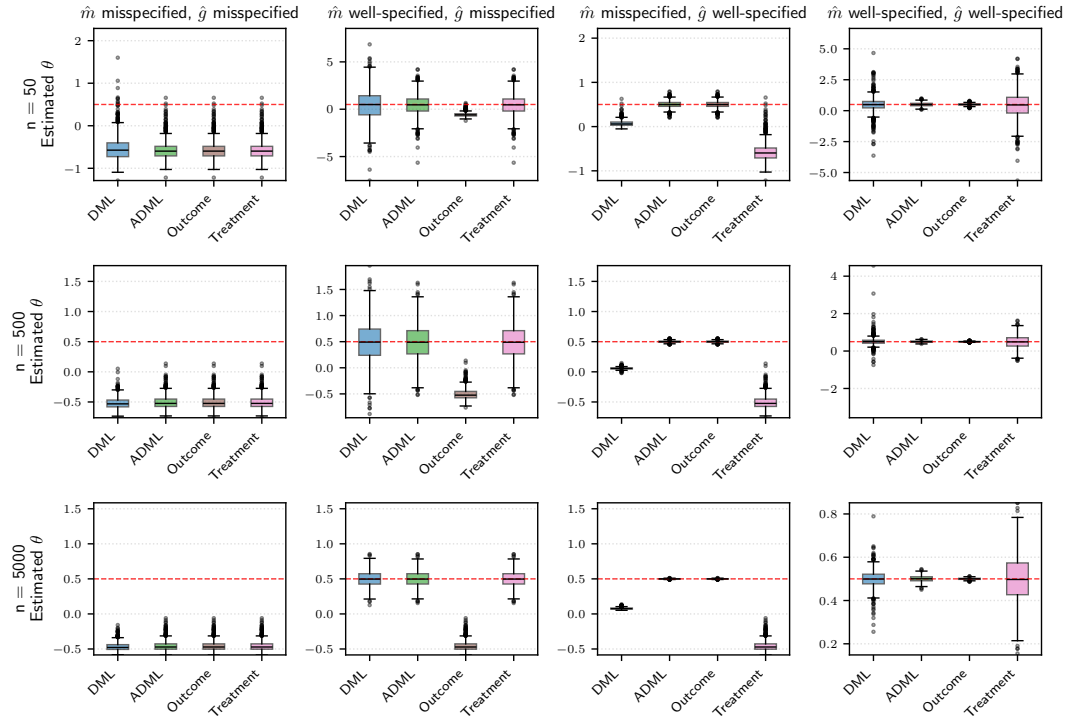 m̂ misspecified, ĝ misspecified
m̂ well-specified, ĝ misspecified
m̂ misspecified, ĝ well-specified
m̂ well-specified, ĝ well-specified
n = 50
Estimated θ
2
1
0
−1
DML
ADML
Outcome
Treatment
5
0
−5
DML
ADML
Outcome
Treatment
2
1
0
−1
DML
ADML
Outcome
Treatment
5.0
2.5
0.0
−2.5
−5.0
DML
ADML
Outcome
Treatment
n = 500
Estimated θ
1.5
1.0
0.5
0.0
−0.5
DML
ADML
Outcome
Treatment
1.5
1.0
0.5
0.0
−0.5
DML
ADML
Outcome
Treatment
1.5
1.0
0.5
0.0
−0.5
DML
ADML
Outcome
Treatment
4
2
0
−2
DML
ADML
Outcome
Treatment
n = 5000
Estimated θ
1.5
1.0
0.5
0.0
−0.5
DML
ADML
Outcome
Treatment
1.5
1.0
0.5
0.0
−0.5
DML
ADML
Outcome
Treatment
1.5
1.0
0.5
0.0
−0.5
DML
ADML
Outcome
Treatment
0.8
0.6
0.4
0.2
DML
ADML
Outcome
Treatment